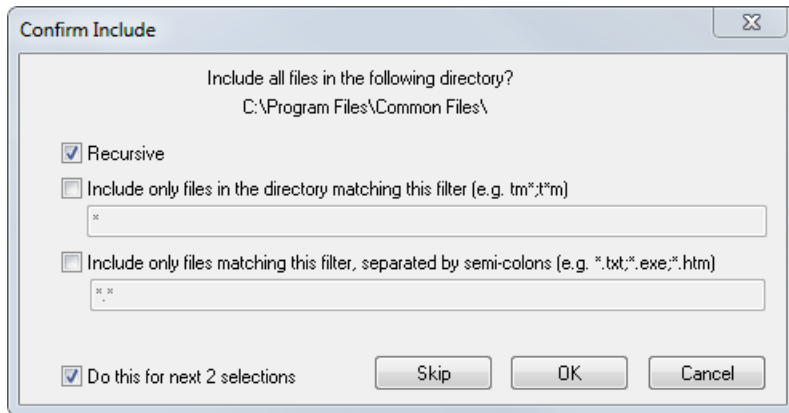 Confirm Include
Include all files in the following directory?
C:\Program Files\Common Files\
Recursive
Include only files in the directory matching this filter (e.g. tm*;t*m)
*
Include only files matching this filter, separated by semi-colons (e.g. *.txt;*.exe;*.htm)
*.*
Do this for next 2 selections
Skip OK Cancel